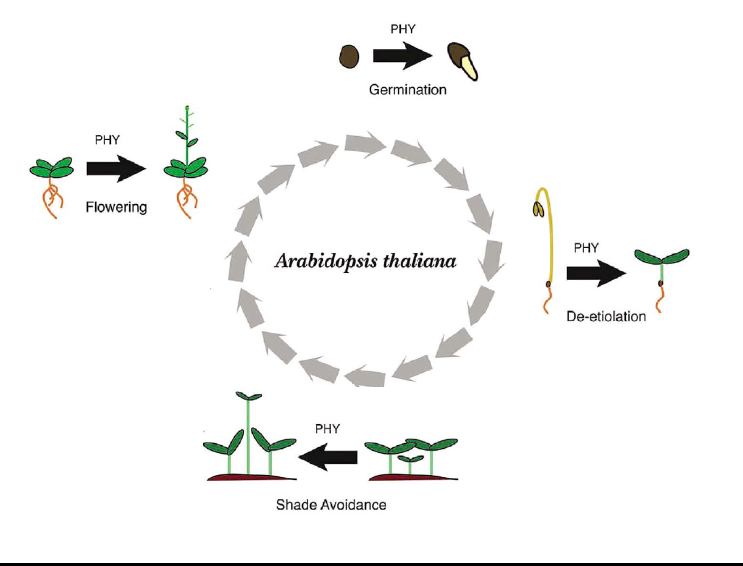 PHY
Germination
PHY
Flowering
Arabidopsis thaliana
PHY
De-etiolation
PHY
Shade Avoidance